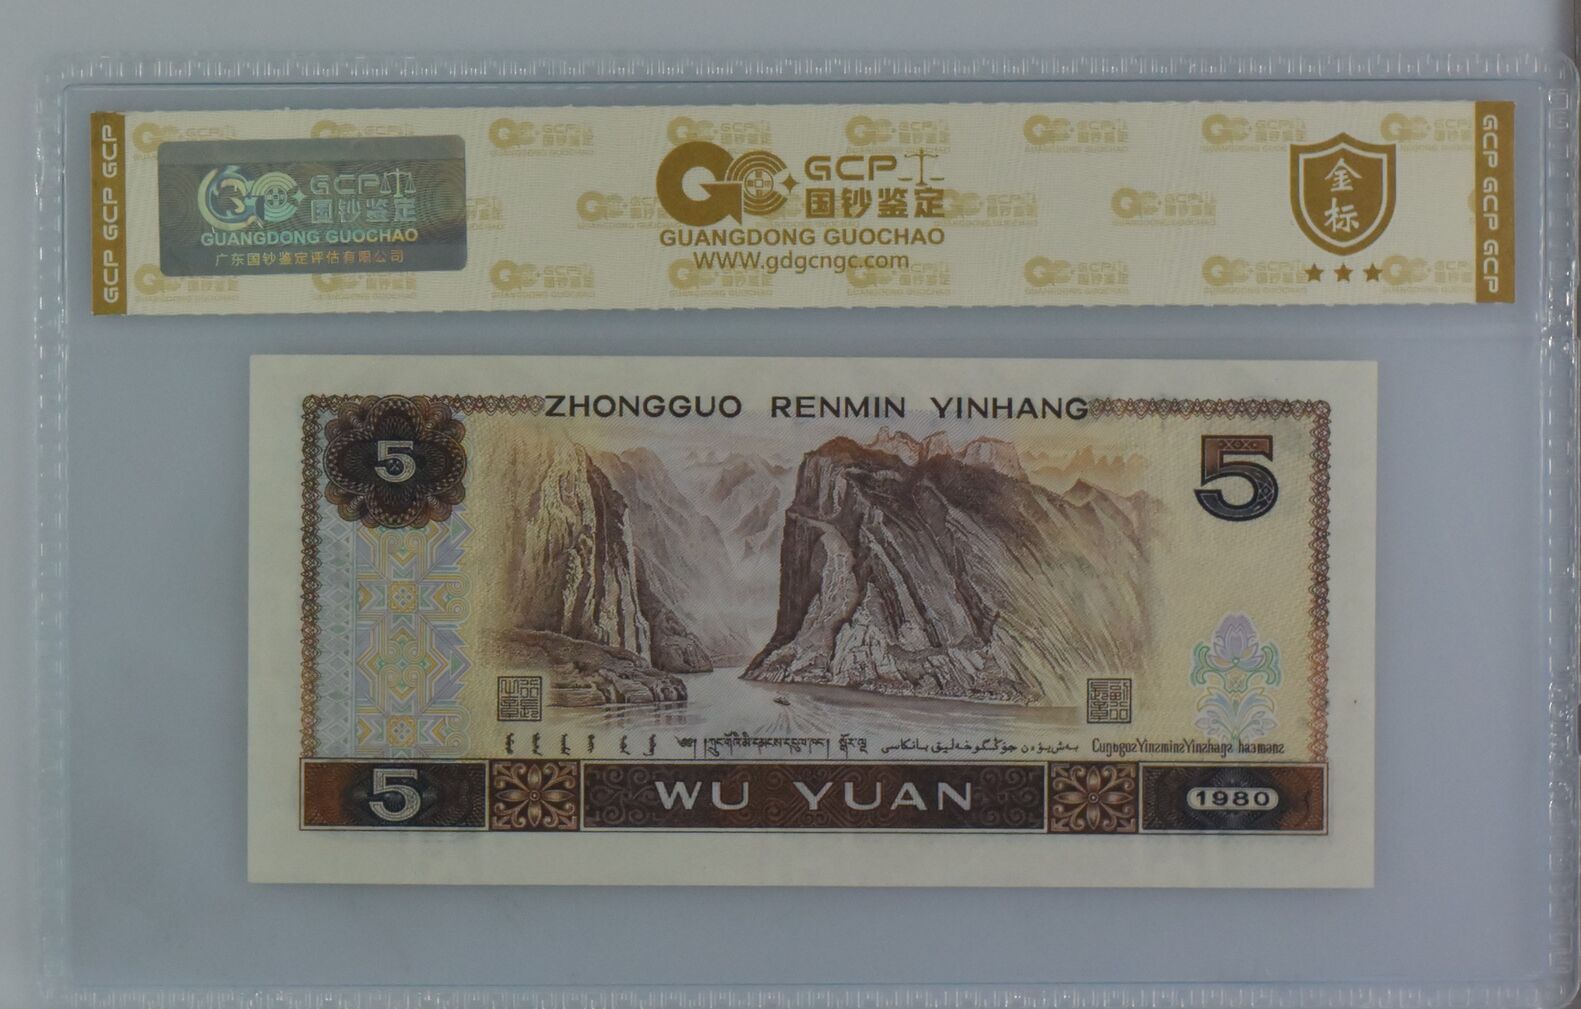 GCP GCP GCP
GCP
国钞鉴定
GUANGDONG GUOCHAO
广东国钞鉴定评估有限公司
GCP
国钞鉴定
GUANGDONG GUOCHAO
WWW.gdgcngc.com
金
标
GCP GCP GCP
ZHONGGUO RENMIN YINHANG
5
5
5
WU YUAN
1980